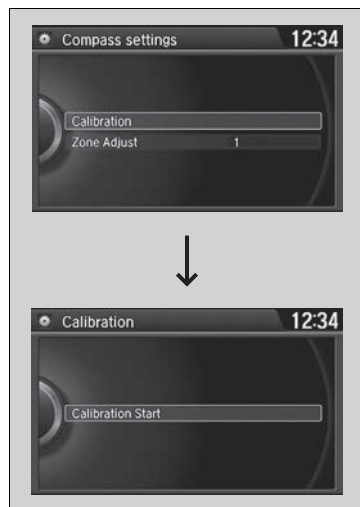 Compass settings 12:34
Calibration
Zone Adjust 1
Calibration 12:34
Calibration Start